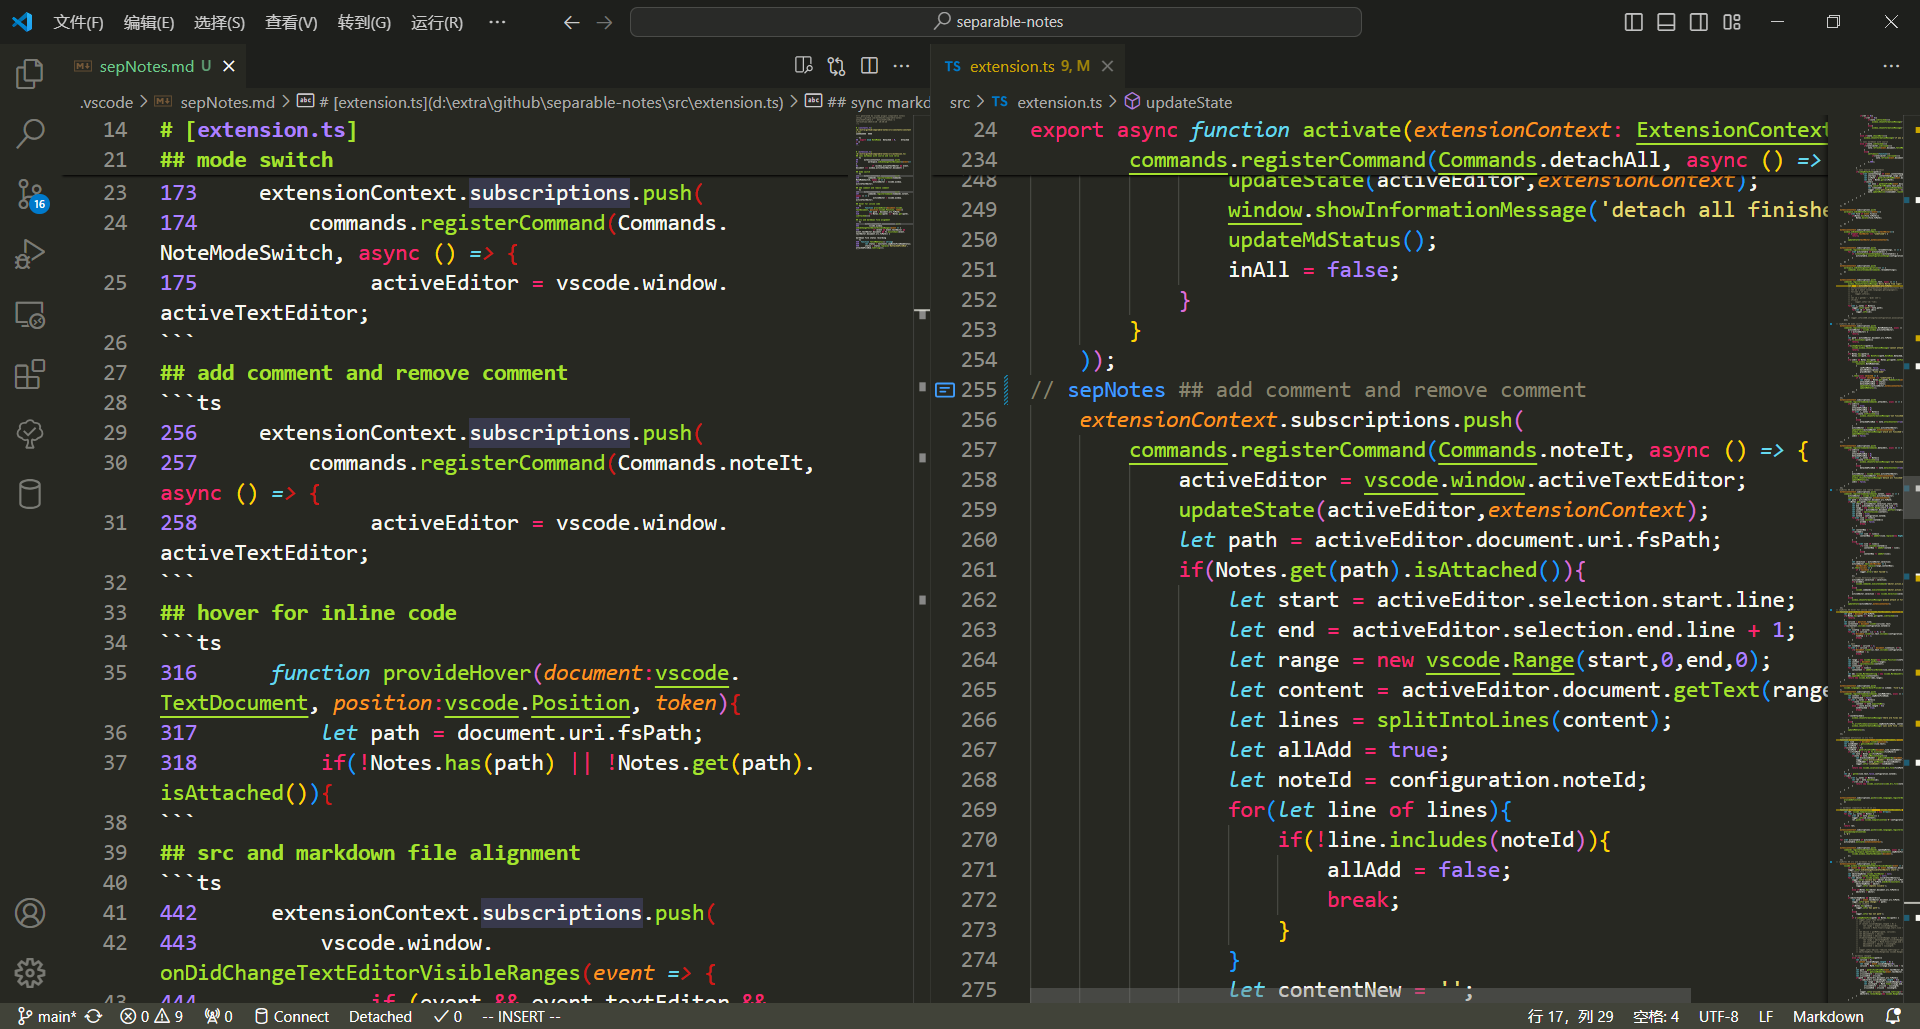 文件(F) 编辑(E) 选择(S) 查看(V) 转到(G) 运行(R) ··· separable-notes
sepNotes.md U
.vscode > sepNotes.md > # [extension.ts](d:\extra\github\separable-notes\src\extension.ts) > ## sync markd
14 # [extension.ts]
21 ## mode switch
23 173     extensionContext.subscriptions.push(
24 174         commands.registerCommand(Commands.
NoteModeSwitch, async () => {
25 175              activeEditor = vscode.window.
activeTextEditor;
26 ```
27 ## add comment and remove comment
28 ```ts
29 256     extensionContext.subscriptions.push(
30 257         commands.registerCommand(Commands.noteIt,
async () => {
31 258              activeEditor = vscode.window.
activeTextEditor;
32 ```
33 ## hover for inline code
34 ```ts
35 316      function provideHover(document:vscode.
TextDocument, position:vscode.Position, token){
36 317          let path = document.uri.fsPath;
37 318          if(!Notes.has(path) || !Notes.get(path).
isAttached()){
38 ```
39 ## src and markdown file alignment
40 ```ts
41 442      extensionContext.subscriptions.push(
42 443          vscode.window.
onDidChangeTextEditorVisibleRanges(event => {
43 444              if (event && event.textEditor &&
TS extension.ts 9, M
src > TS extension.ts > updateState
24 export async function activate(extensionContext: ExtensionContext
234         commands.registerCommand(Commands.detachAll, async () =>
248                 updateState(activeEditor,extensionContext);
249                 window.showInformationMessage('detach all finishe
250                 updateMdStatus();
251                 inAll = false;
252             }
253         }
254     ));
255 // sepNotes ## add comment and remove comment
256     extensionContext.subscriptions.push(
257         commands.registerCommand(Commands.noteIt, async () => {
258             activeEditor = vscode.window.activeTextEditor;
259             updateState(activeEditor,extensionContext);
260             let path = activeEditor.document.uri.fsPath;
261             if(Notes.get(path).isAttached()){
262                 let start = activeEditor.selection.start.line;
263                 let end = activeEditor.selection.end.line + 1;
264                 let range = new vscode.Range(start,0,end,0);
265                 let content = activeEditor.document.getText(range
266                 let lines = splitIntoLines(content);
267                 let allAdd = true;
268                 let noteId = configuration.noteId;
269                 for(let line of lines){
270                     if(!line.includes(noteId)){
271                         allAdd = false;
272                         break;
273                     }
274                 }
275                 let contentNew = '';
16
main* 0 9 0 Connect Detached 0 -- INSERT -- 行 17, 列 29 空格: 4 UTF-8 LF Markdown